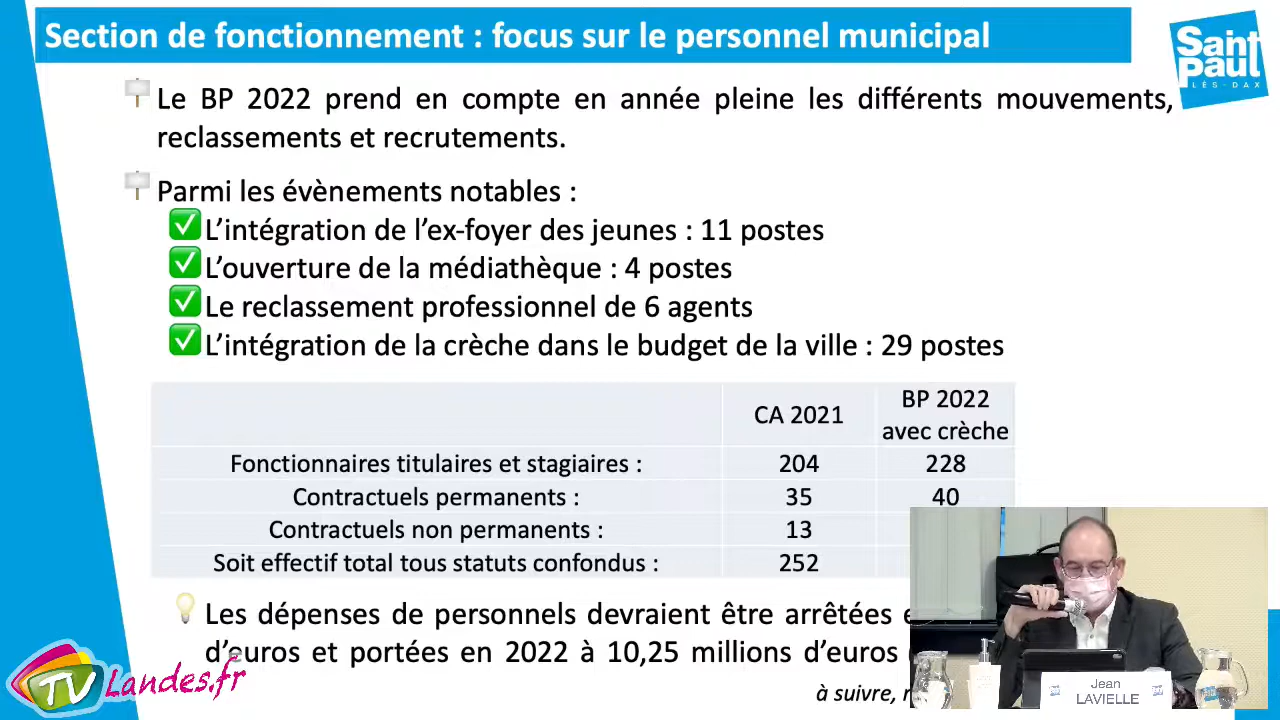 Section de fonctionnement : focus sur le personnel municipal
Saint
Paul
LÈS-DAX
Le BP 2022 prend en compte en année pleine les différents mouvements,
reclassements et recrutements.
Parmi les évènements notables :
L’intégration de l’ex-foyer des jeunes : 11 postes
L’ouverture de la médiathèque : 4 postes
Le reclassement professionnel de 6 agents
L’intégration de la crèche dans le budget de la ville : 29 postes
CA 2021
BP 2022
avec crèche
Fonctionnaires titulaires et stagiaires : 204 228
Contractuels permanents : 35 40
Contractuels non permanents : 13
Soit effectif total tous statuts confondus : 252
Les dépenses de personnels devraient être arrêtées
d’euros et portées en 2022 à 10,25 millions d’euros
à suivre,
TV Landes.fr
Jean
LAVIELLE